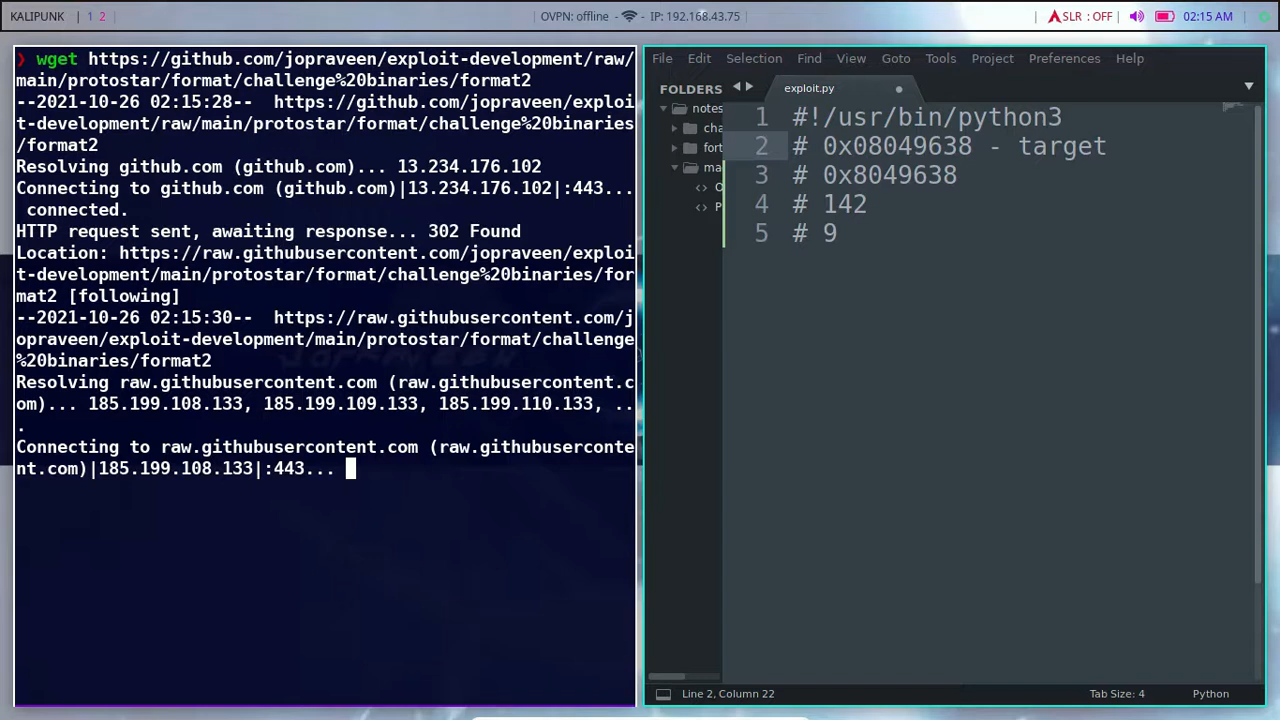 KALIPUNK 1 2 OVPN: offline - IP: 192.168.43.75 SLR : OFF 02:15 AM
❯ wget https://github.com/jopraveen/exploit-development/raw/
main/protostar/format/challenge%20binaries/format2
--2021-10-26 02:15:28-- https://github.com/jopraveen/exploi
t-development/raw/main/protostar/format/challenge%20binaries
/format2
Resolving github.com (github.com)... 13.234.176.102
Connecting to github.com (github.com)|13.234.176.102|:443...
connected.
HTTP request sent, awaiting response... 302 Found
Location: https://raw.githubusercontent.com/jopraveen/exploi
t-development/main/protostar/format/challenge%20binaries/for
mat2 [following]
--2021-10-26 02:15:30-- https://raw.githubusercontent.com/j
opraveen/exploit-development/main/protostar/format/challenge
%20binaries/format2
Resolving raw.githubusercontent.com (raw.githubusercontent.c
om)... 185.199.108.133, 185.199.109.133, 185.199.110.133, ..
.
Connecting to raw.githubusercontent.com (raw.githubuserconte
nt.com)|185.199.108.133|:443...
File Edit Selection Find View Goto Tools Project Preferences Help
FOLDERS
notes
cha
fort
ma
O
P
exploit.py
1 #!/usr/bin/python3
2 # 0x08049638 - target
3 # 0x8049638
4 # 142
5 # 9
Line 2, Column 22 Tab Size: 4 Python